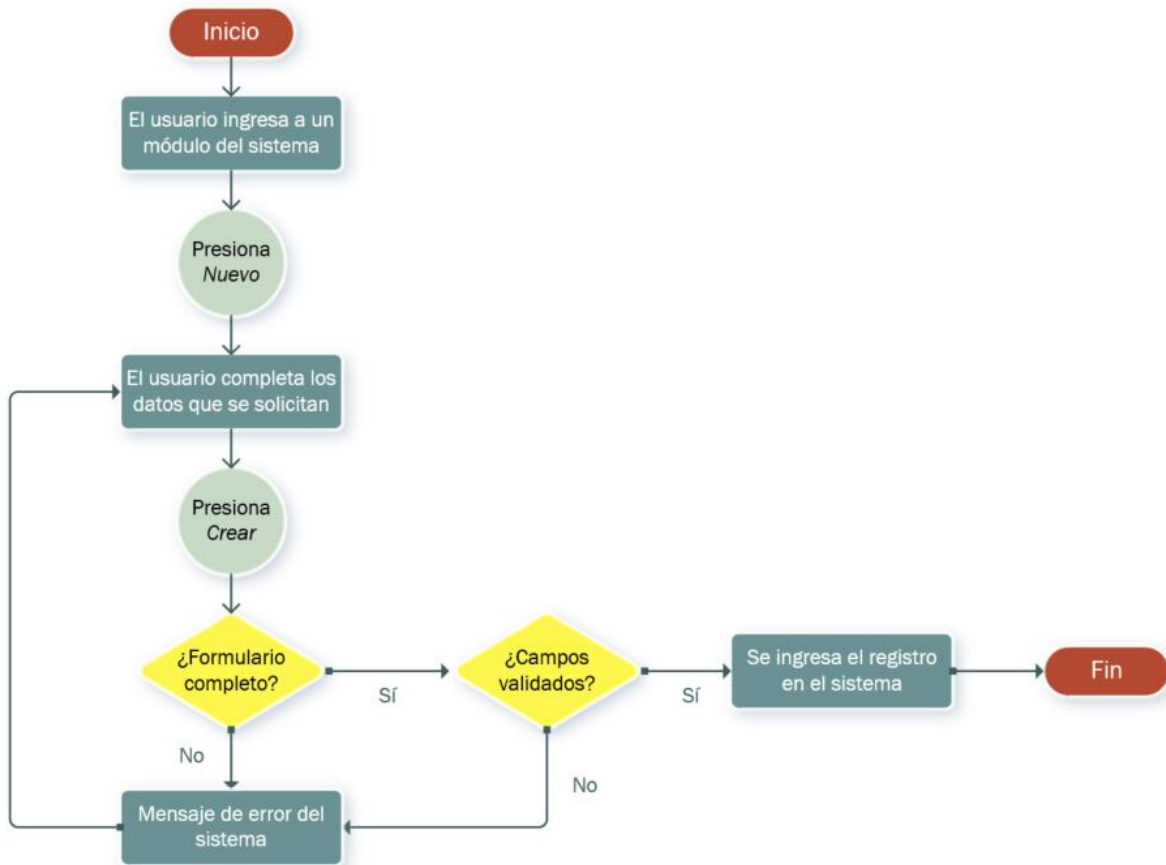 Inicio
El usuario ingresa a un
módulo del sistema
Presiona
Nuevo
El usuario completa los
datos que se solicitan
Presiona
Crear
¿Formulario
completo?
Sí
¿Campos
validados?
Sí
Se ingresa el registro
en el sistema
Fin
No
No
Mensaje de error del
sistema